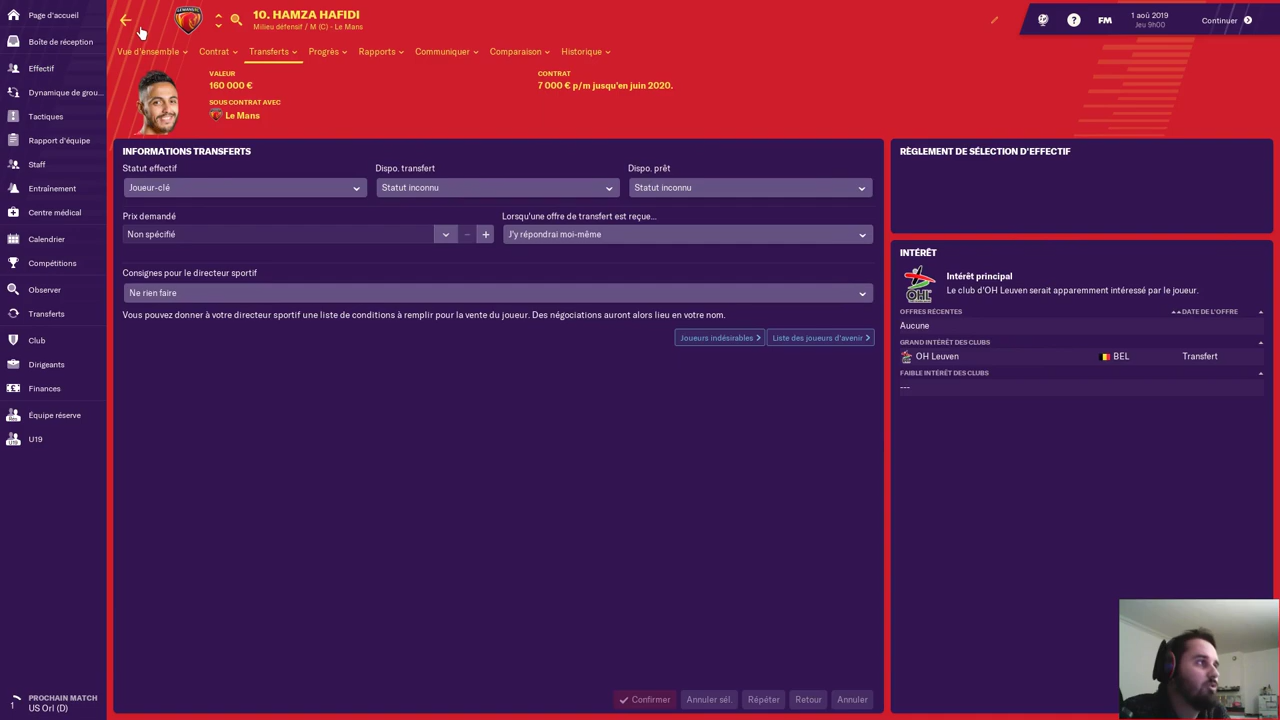 Page d'accueil
Boîte de réception
Effectif
Dynamique de grou...
Tactiques
Rapport d'équipe
Staff
Entraînement
Centre médical
Calendrier
Compétitions
Observer
Transferts
Club
Dirigeants
Finances
Équipe réserve
U19
1
PROCHAIN MATCH
US Orl (D)
10. HAMZA HAFIDI
Milieu défensif / M (C) - Le Mans
FM
1 aoû 2019
Jeu 9h00
Continuer
Vue d'ensemble
Contrat
Transferts
Progrès
Rapports
Communiquer
Comparaison
Historique
VALEUR
160 000 €
SOUS CONTRAT AVEC
Le Mans
CONTRAT
7 000 € p/m jusqu'en juin 2020.
INFORMATIONS TRANSFERTS
Statut effectif
Dispo. transfert
Dispo. prêt
Joueur-clé
Statut inconnu
Statut inconnu
Prix demandé
Lorsqu'une offre de transfert est reçue...
Non spécifié
J'y répondrai moi-même
Consignes pour le directeur sportif
Ne rien faire
Vous pouvez donner à votre directeur sportif une liste de conditions à remplir pour la vente du joueur. Des négociations auront alors lieu en votre nom.
Joueurs indésirables
Liste des joueurs d'avenir
Confirmer
Annuler sél.
Répéter
Retour
Annuler
RÈGLEMENT DE SÉLECTION D'EFFECTIF
INTÉRÊT
Intérêt principal
Le club d'OH Leuven serait apparemment intéressé par le joueur.
OFFRES RÉCENTES
DATE DE L'OFFRE
Aucune
GRAND INTÉRÊT DES CLUBS
OH Leuven
BEL
Transfert
FAIBLE INTÉRÊT DES CLUBS
---